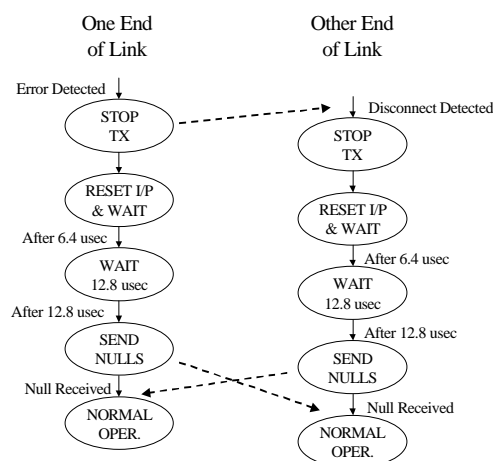 One End
of Link
Error Detected
STOP
TX
RESET I/P
& WAIT
After 6.4 usec
WAIT
12.8 usec
After 12.8 usec
SEND
NULLS
Null Received
NORMAL
OPER.
Other End
of Link
Disconnect Detected
STOP
TX
RESET I/P
& WAIT
After 6.4 usec
WAIT
12.8 usec
After 12.8 usec
SEND
NULLS
Null Received
NORMAL
OPER.